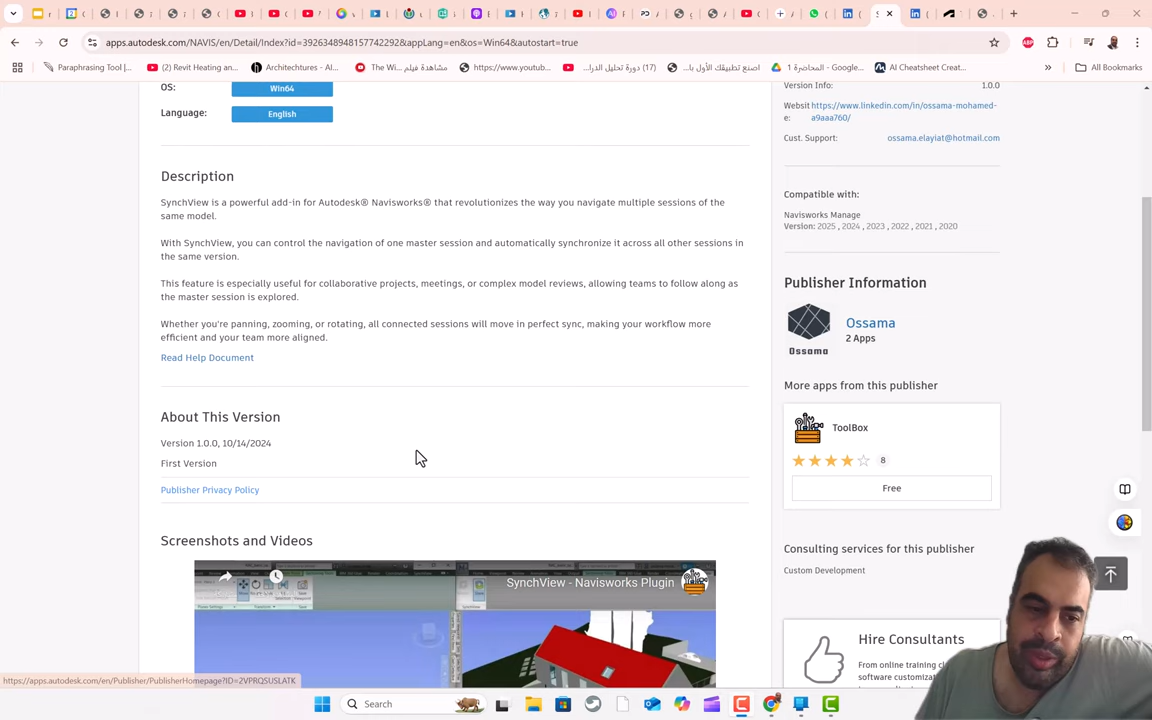 apps.autodesk.com/NAVIS/en/Detail/Index?id=3926348948157742292&appLang=en&os=Win64&autostart=true
Paraphrasing Tool |...
(2) Revit Heating an...
Architechtures - AI...
The Wi... مشاهدة فيلم
https://www.youtub...
(17) دورة تحليل الدرا...
اصنع تطبيقك الأول با...
المحاضرة 1 - Google...
AI Cheatsheet Creat...
All Bookmarks
OS:
Win64
Language:
English
Description
SynchView is a powerful add-in for Autodesk® Navisworks® that revolutionizes the way you navigate multiple sessions of the
same model.
With SynchView, you can control the navigation of one master session and automatically synchronize it across all other sessions in
the same version.
This feature is especially useful for collaborative projects, meetings, or complex model reviews, allowing teams to follow along as
the master session is explored.
Whether you're panning, zooming, or rotating, all connected sessions will move in perfect sync, making your workflow more
efficient and your team more aligned.
Read Help Document
About This Version
Version 1.0.0, 10/14/2024
First Version
Publisher Privacy Policy
Screenshots and Videos
SynchView - Navisworks Plugin
Version Info:
1.0.0
Websit
e:
https://www.linkedin.com/in/ossama-mohamed-
a9aaa760/
Cust. Support:
ossama.elayiat@hotmail.com
Compatible with:
Navisworks Manage
Version: 2025 , 2024 , 2023 , 2022 , 2021 , 2020
Publisher Information
Ossama
Ossama
2 Apps
More apps from this publisher
ToolBox
8
Free
Consulting services for this publisher
Custom Development
Hire Consultants
From online training cl
software customizat
https://apps.autodesk.com/en/Publisher/PublisherHomepage?ID=2VPRQSUSLATK
Search